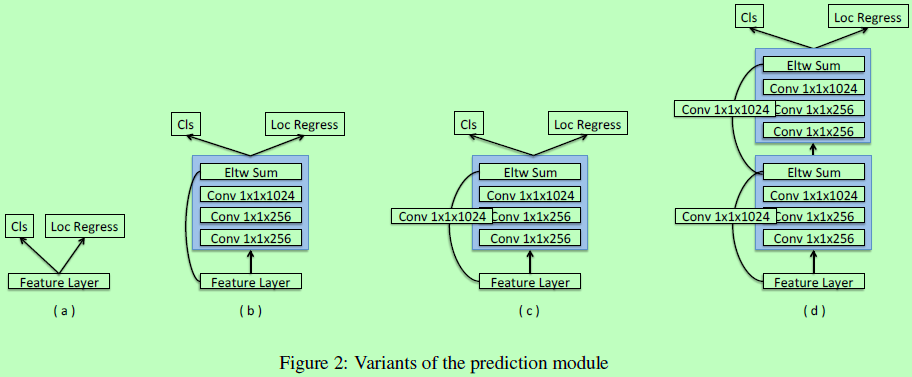 Cls
Loc Regress
Feature Layer
( a )
Cls
Loc Regress
Eltw Sum
Conv 1x1x1024
Conv 1x1x256
Conv 1x1x256
Feature Layer
( b )
Cls
Loc Regress
Eltw Sum
Conv 1x1x1024
Conv 1x1x1024
Conv 1x1x256
Conv 1x1x256
Feature Layer
( c )
Cls
Loc Regress
Eltw Sum
Conv 1x1x1024
Conv 1x1x1024
Conv 1x1x256
Conv 1x1x256
Eltw Sum
Conv 1x1x1024
Conv 1x1x1024
Conv 1x1x256
Conv 1x1x256
Feature Layer
( d )
Figure 2: Variants of the prediction module